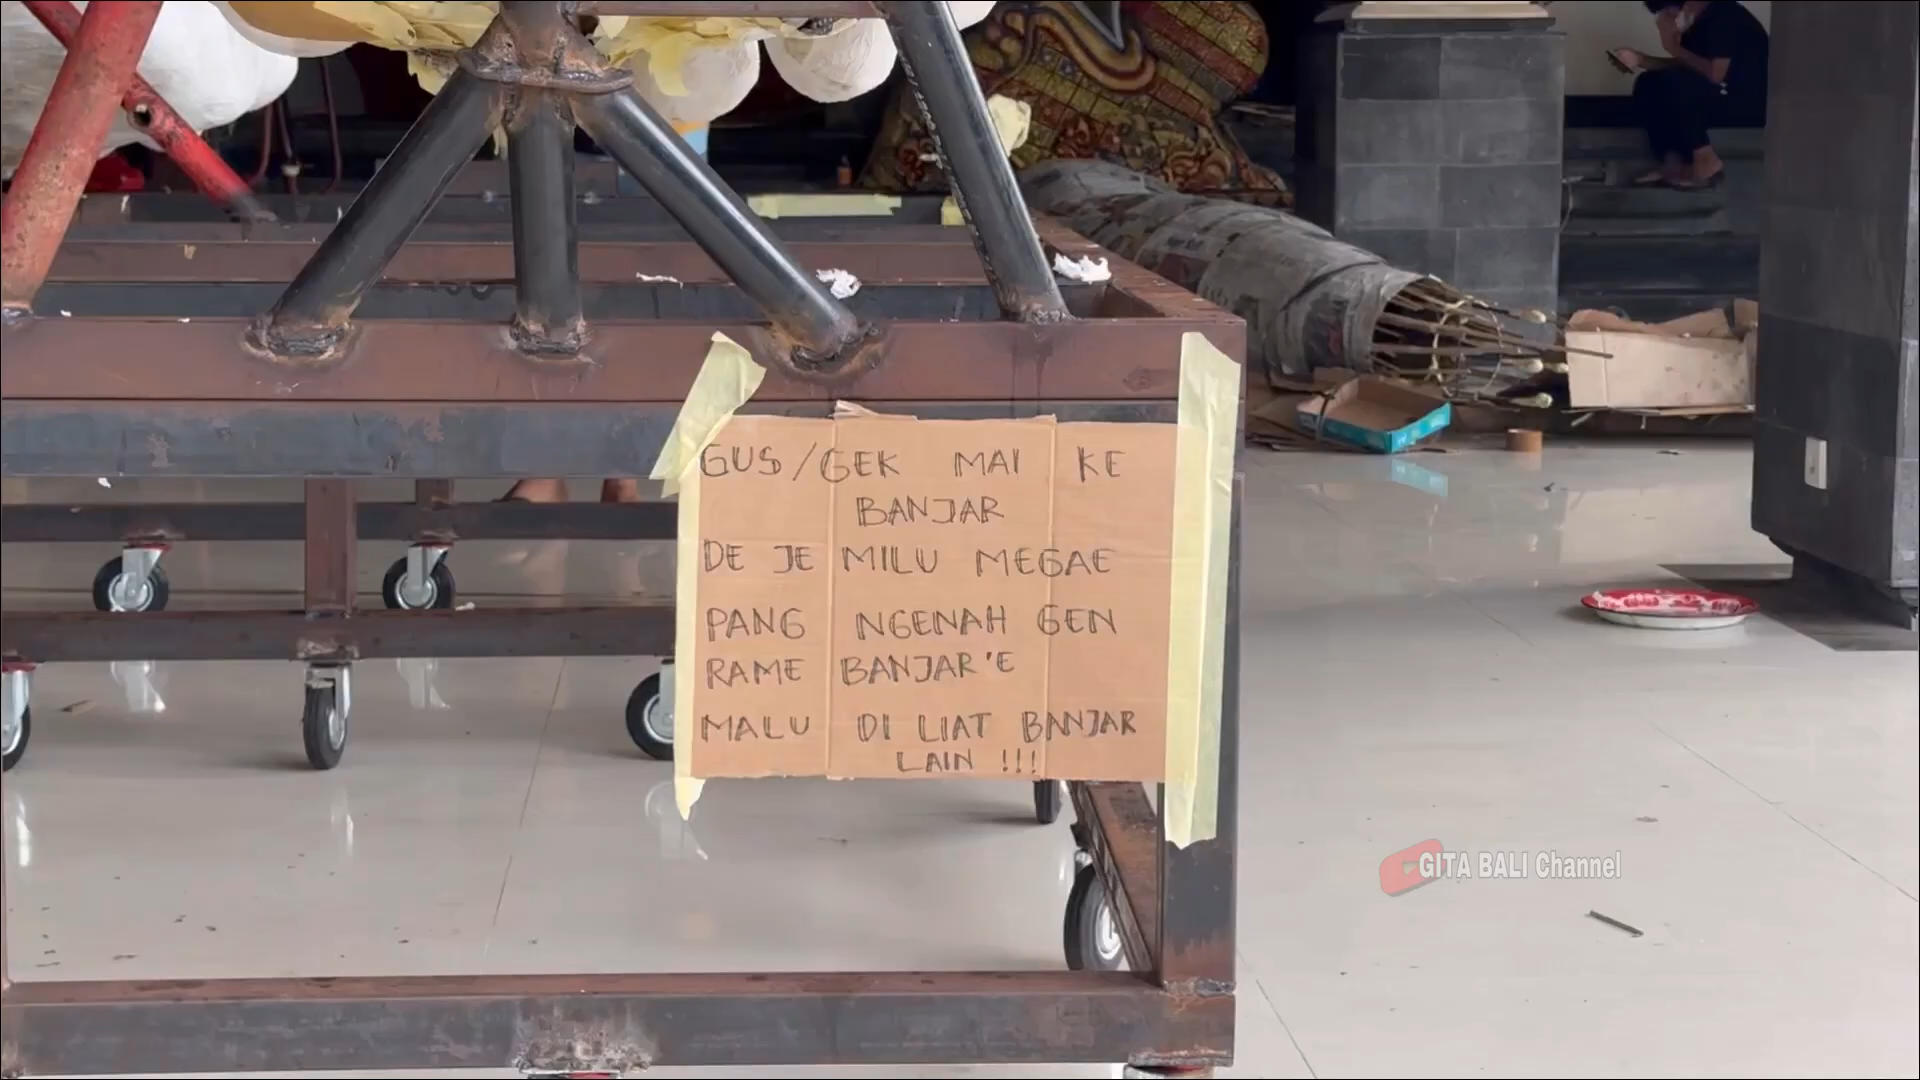 GUS/GEK MAI KE
BANJAR
DE JE MILU MEGAE
PANG NGENAH GEN
RAME BANJAR'E
MALU DI LIAT BANJAR
LAIN !!!
GITA BALI Channel